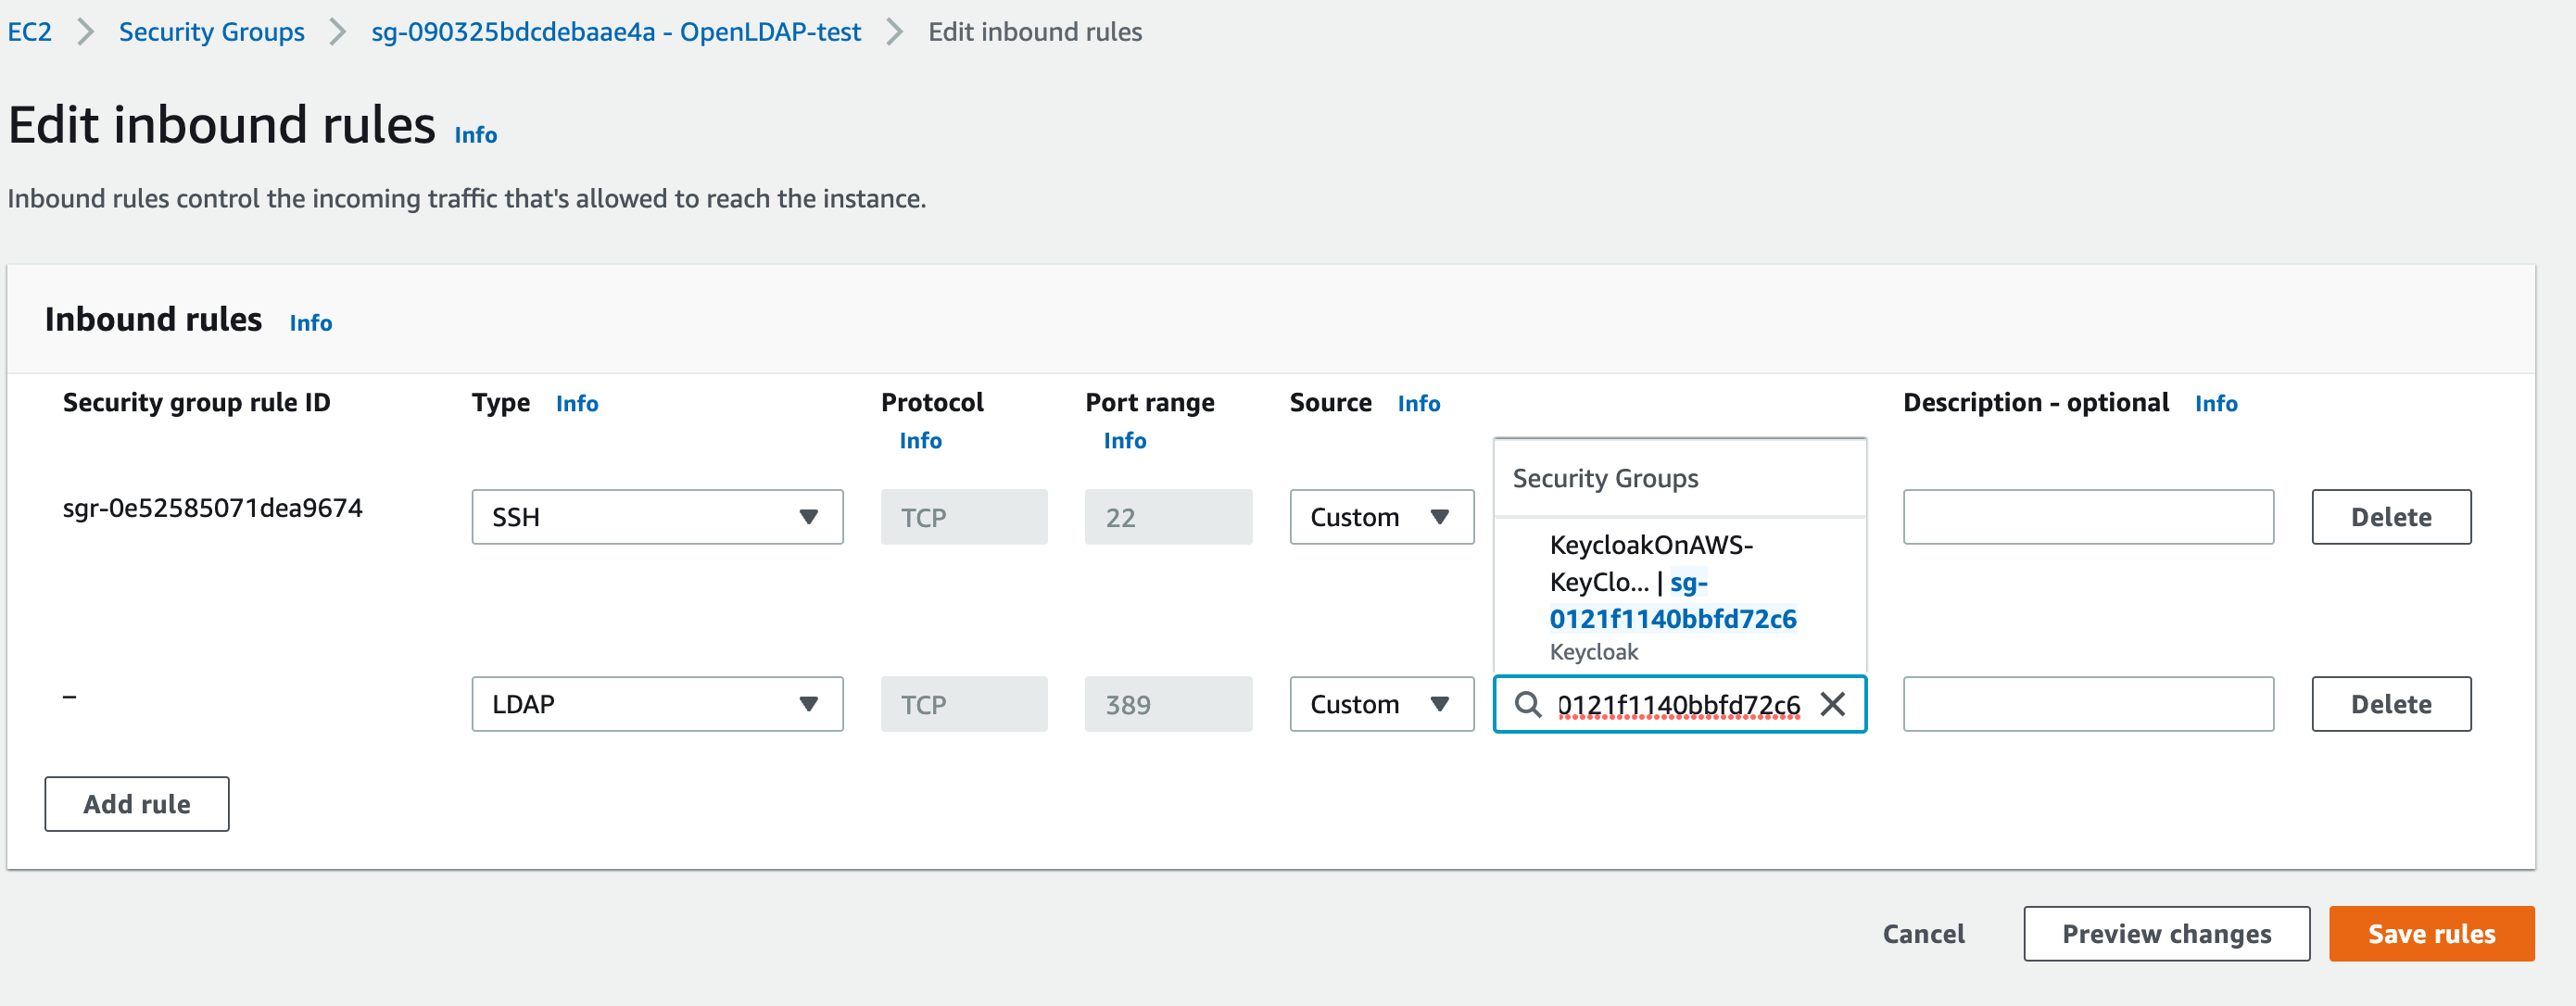 EC2 > Security Groups > sg-090325bdcdebaae4a - OpenLDAP-test > Edit inbound rules
Edit inbound rules Info
Inbound rules control the incoming traffic that's allowed to reach the instance.
Inbound rules Info
Security group rule ID Type Info Protocol Info Port range Info Source Info Description - optional Info
sgr-0e52585071dea9674 SSH TCP 22 Custom Delete
Security Groups
KeycloakOnAWS-
KeyClo... | sg-
0121f1140bbfd72c6
Keycloak
– LDAP TCP 389 Custom 0121f1140bbfd72c6 Delete
Add rule
Cancel Preview changes Save rules